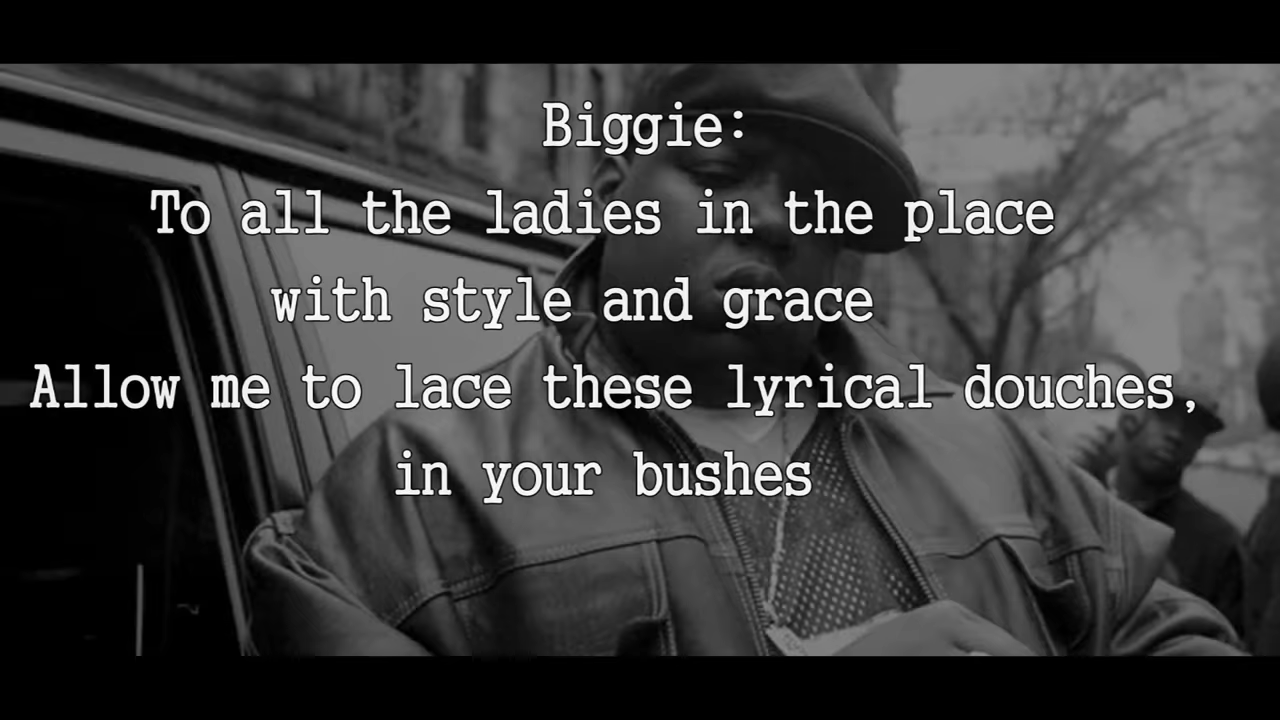 Biggie:
To all the ladies in the place
with style and grace
Allow me to lace these lyrical douches,
in your bushes